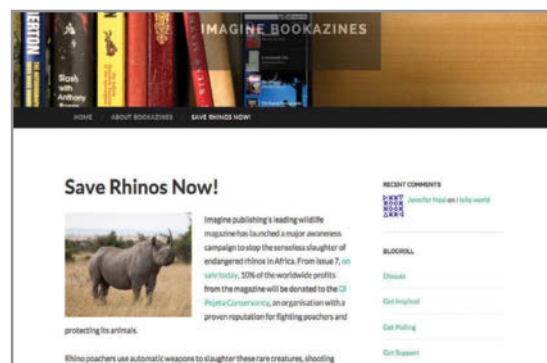 IMAGINE BOOKAZINES
Slash
with
Anthony
HOME / ABOUT BOOKAZINES / SAVE RHINOS NOW!
Save Rhinos Now!
Imagine publishing's leading wildlife
magazine has launched a major awareness
campaign to stop the senseless slaughter of
endangered rhinos in Africa. From issue 7, on
sale today, 10% of the worldwide profits
from the magazine will be donated to the Ol
Pejeta Conservancy, an organisation with a
proven reputation for fighting poachers and
protecting its animals.
Rhino poachers use automatic weapons to slaughter these rare creatures, shooting
RECENT COMMENTS
Jennifer Neal on Hello world
BLOGROLL
Discuss
Get Inspired
Get Polling
Get Support